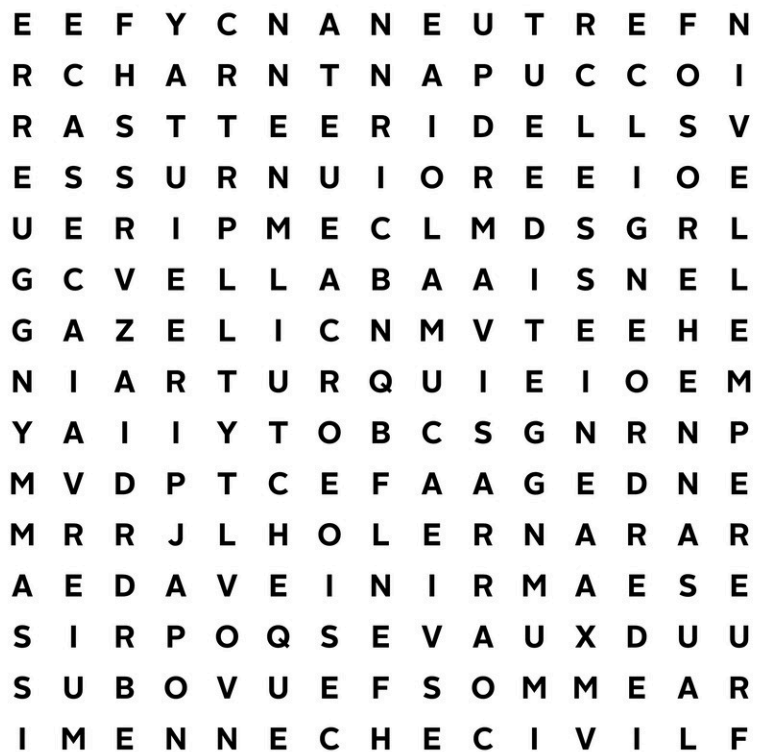 E E F Y C N A N E U T R E F N
R C H A R N T N A P U C C O I
R A S T T E E R I D E L L S V
E S S U R N U I O R E E I O E
U E R I P M E C L M D S G R L
G C V E L L A B A A I S N E L
G A Z E L I C N M V T E E H E
N I A R T U R Q U I E I O E M
Y A I I Y T O B C S G N R N P
M V D P T C E F A A G E D N E
M R R J L H O L E R N A R A R
A E D A V E I N I R M A E S E
S I R P O Q S E V A U X D U U
S U B O V U E F S O M M E A R
I M E N N E C H E C I V I L F